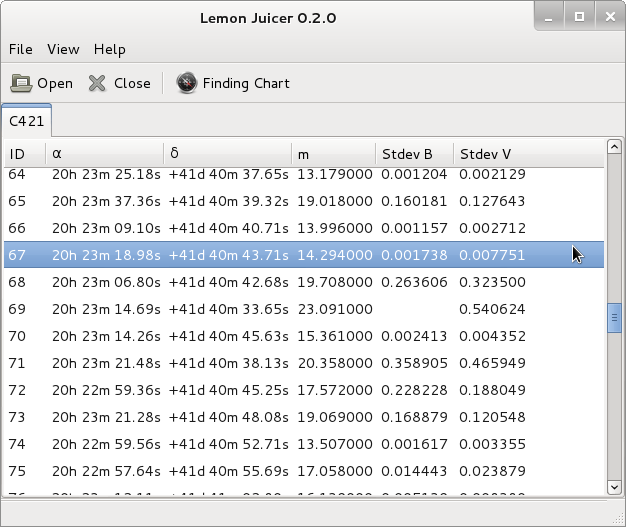 Lemon Juicer 0.2.0
File View Help
Open Close Finding Chart
C421
ID α δ m Stdev B Stdev V
64 20h 23m 25.18s +41d 40m 37.65s 13.179000 0.001204 0.002129
65 20h 23m 37.36s +41d 40m 39.32s 19.018000 0.160181 0.127643
66 20h 23m 09.10s +41d 40m 40.71s 13.996000 0.001157 0.002712
67 20h 23m 18.98s +41d 40m 43.71s 14.294000 0.001738 0.007751
68 20h 23m 06.80s +41d 40m 42.68s 19.708000 0.263606 0.323500
69 20h 23m 14.69s +41d 40m 33.65s 23.091000 0.540624
70 20h 23m 14.26s +41d 40m 45.63s 15.361000 0.002413 0.004352
71 20h 23m 21.48s +41d 40m 38.13s 20.358000 0.358905 0.465949
72 20h 22m 59.36s +41d 40m 45.25s 17.572000 0.228228 0.188049
73 20h 23m 21.28s +41d 40m 48.08s 19.069000 0.168879 0.120548
74 20h 22m 59.56s +41d 40m 52.71s 13.507000 0.001617 0.003355
75 20h 22m 57.64s +41d 40m 55.69s 17.058000 0.014443 0.023879